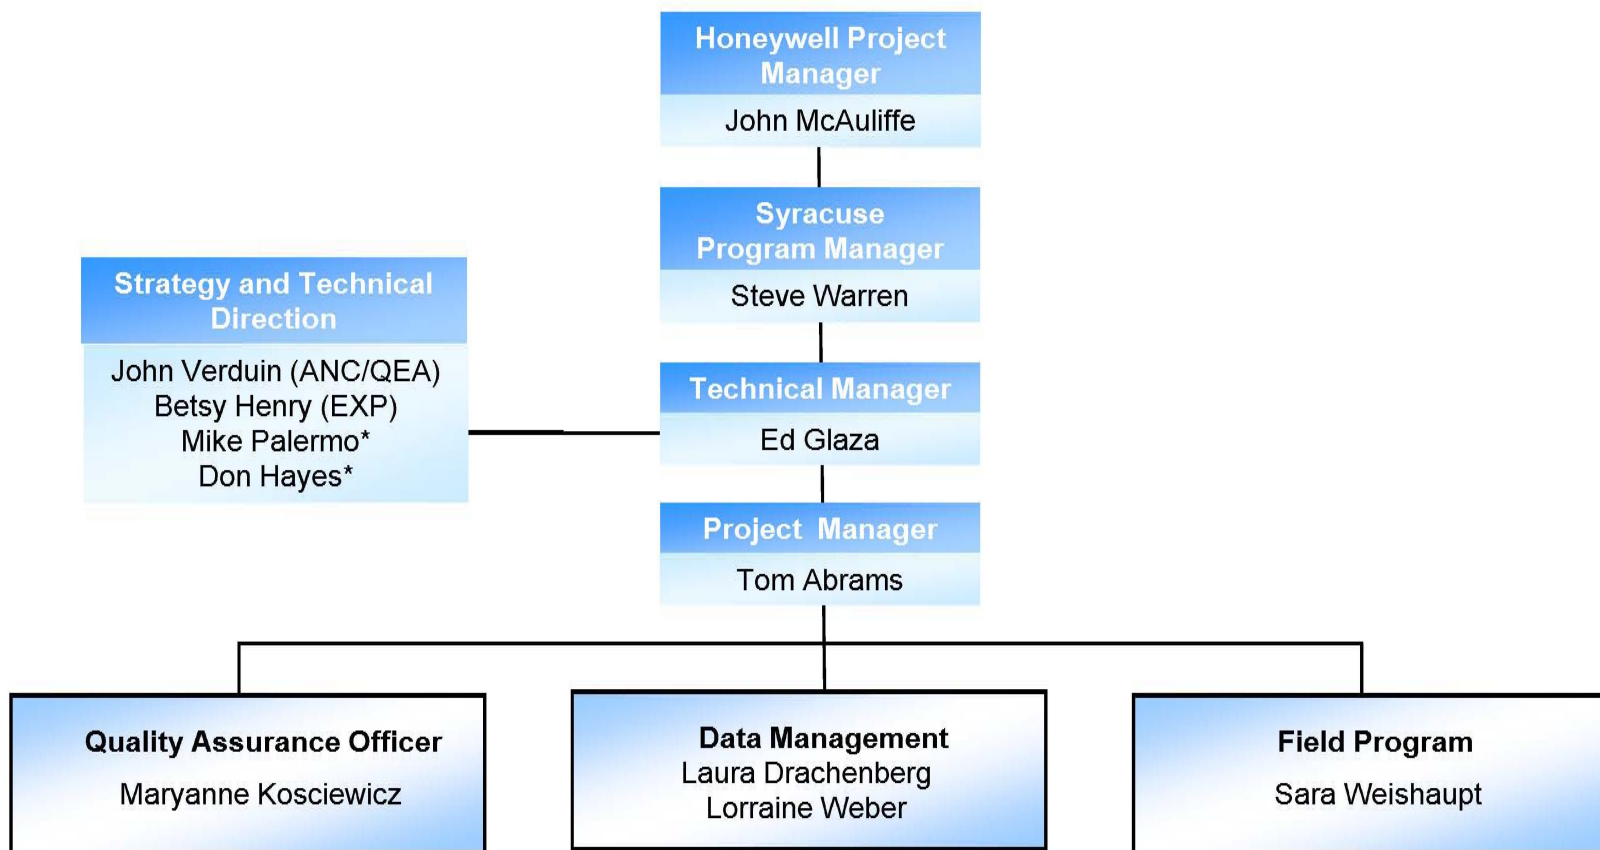 Honeywell Project
Manager
John McAuliffe
Syracuse
Program Manager
Steve Warren
Strategy and Technical
Direction
John Verduin (ANC/QEA)
Betsy Henry (EXP)
Mike Palermo*
Don Hayes*
Technical Manager
Ed Glaza
Project Manager
Tom Abrams
Quality Assurance Officer
Maryanne Kosciewicz
Data Management
Laura Drachenberg
Lorraine Weber
Field Program
Sara Weishaupt